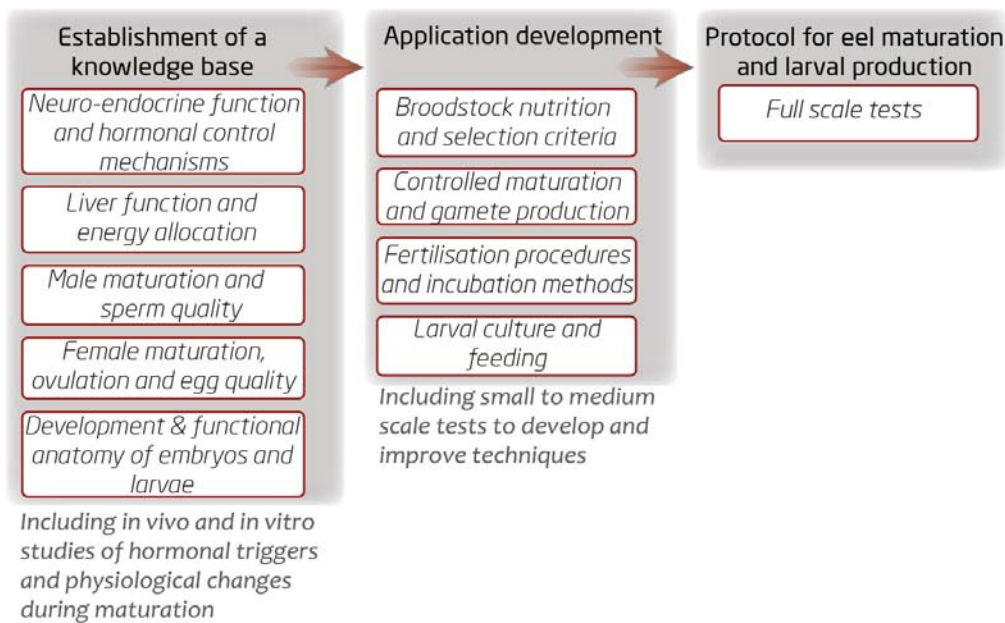 Establishment of a
knowledge base
Neuro-endocrine function
and hormonal control
mechanisms
Liver function and
energy allocation
Male maturation and
sperm quality
Female maturation,
ovulation and egg quality
Development & functional
anatomy of embryos and
larvae
Including in vivo and in vitro
studies of hormonal triggers
and physiological changes
during maturation
Application development
Broodstock nutrition
and selection criteria
Controlled maturation
and gamete production
Fertilisation procedures
and incubation methods
Larval culture and
feeding
Including small to medium
scale tests to develop and
improve techniques
Protocol for eel maturation
and larval production
Full scale tests